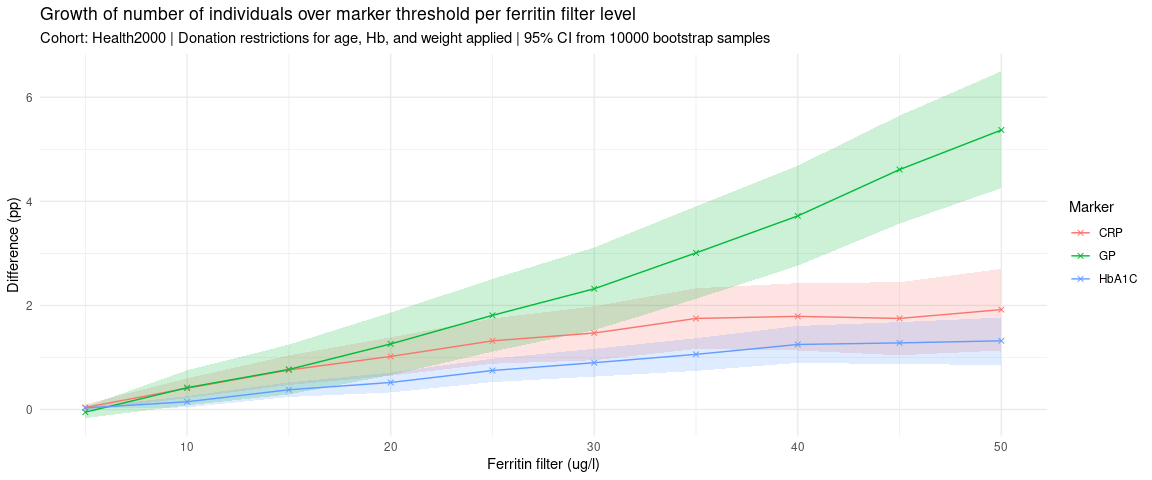 Growth of number of individuals over marker threshold per ferritin filter level
Cohort: Health2000 | Donation restrictions for age, Hb, and weight applied | 95% CI from 10000 bootstrap samples
6
4
2
0
Difference (pp)
10 20 30 40 50
Ferritin filter (ug/l)
Marker
CRP
GP
HbA1C